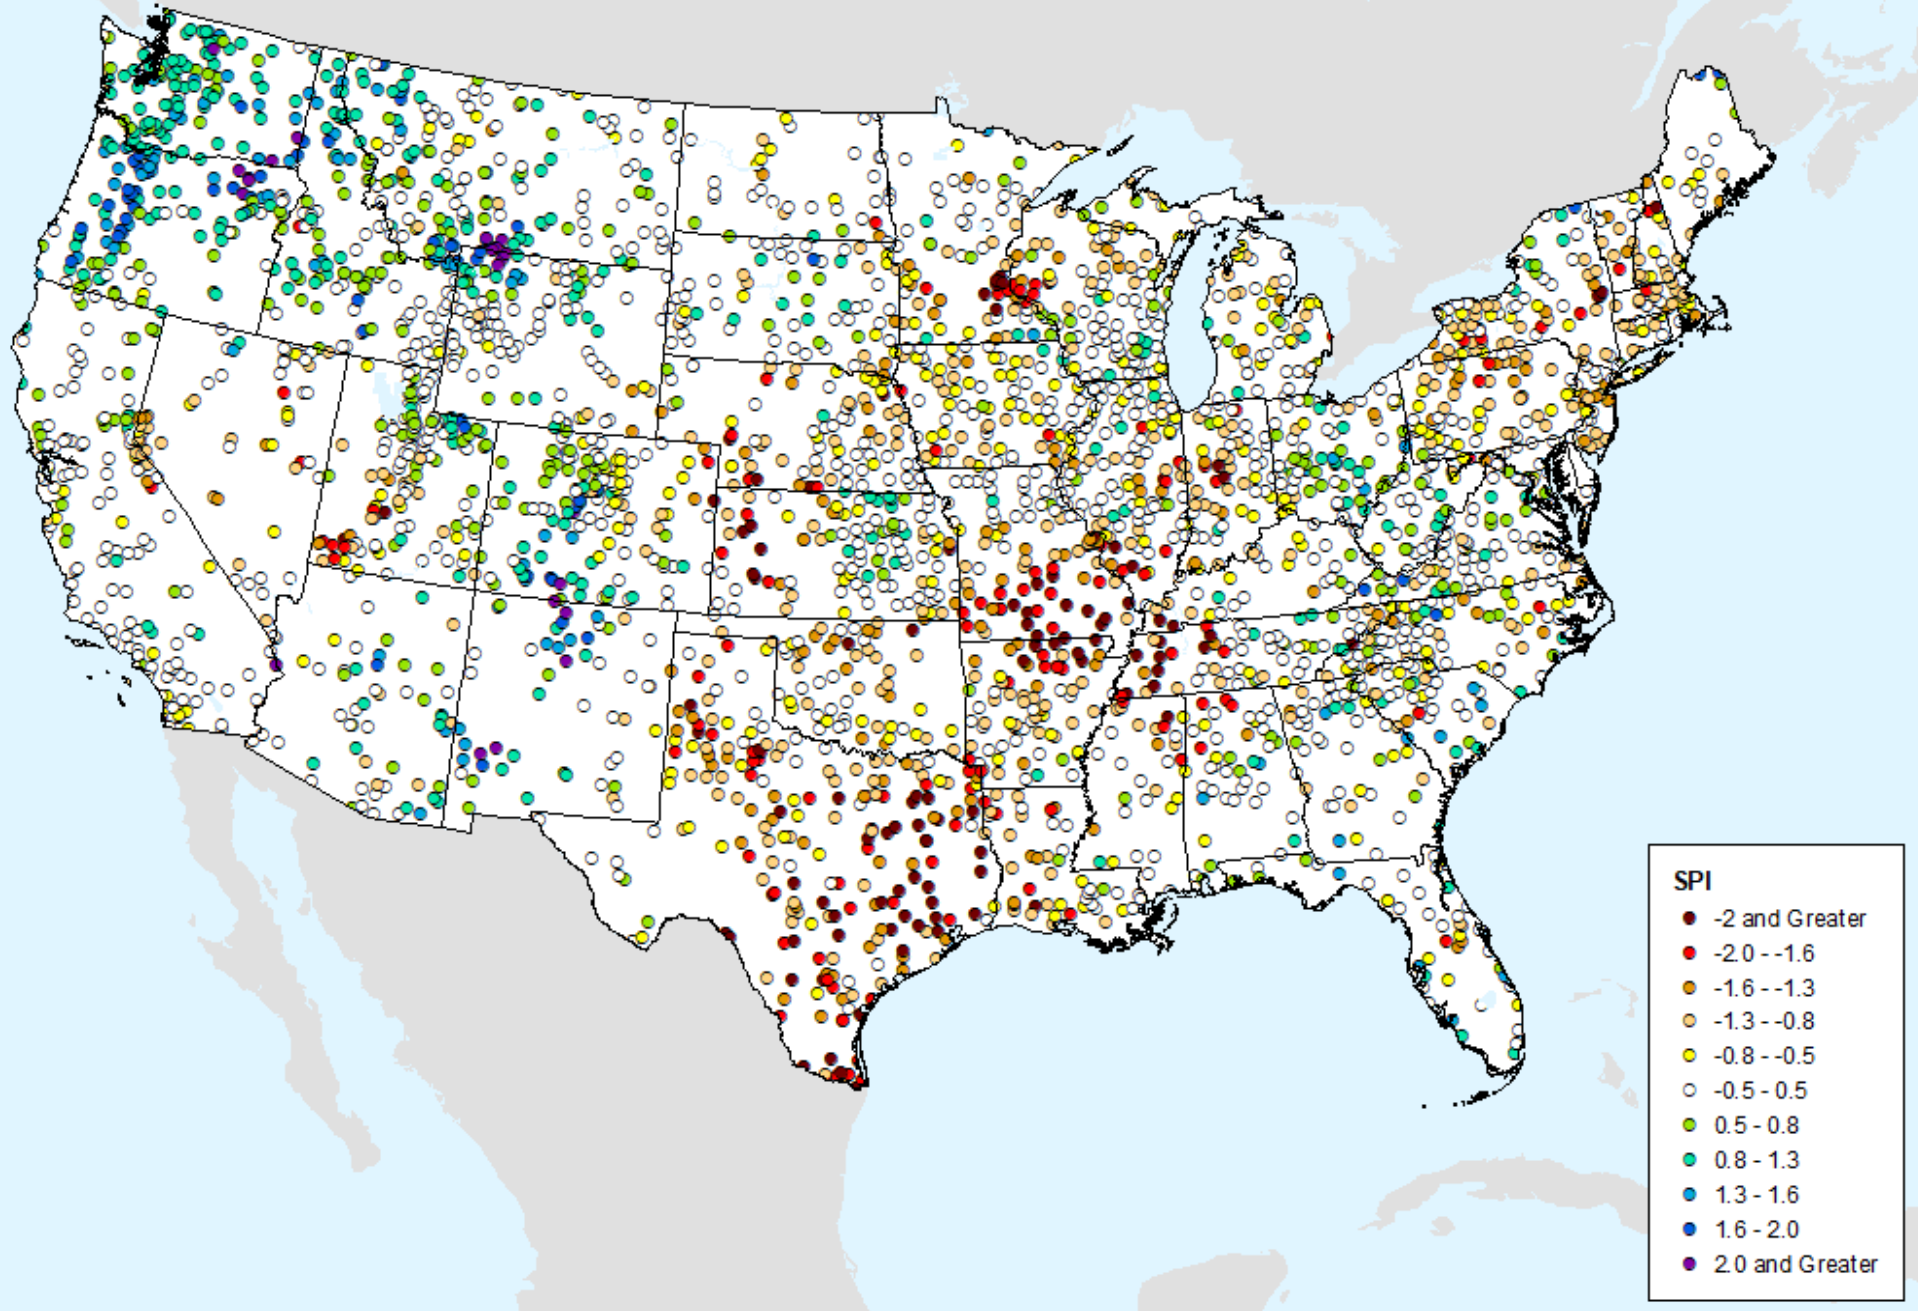 SPI
-2 and Greater
-2.0 - -1.6
-1.6 - -1.3
-1.3 - -0.8
-0.8 - -0.5
-0.5 - 0.5
0.5 - 0.8
0.8 - 1.3
1.3 - 1.6
1.6 - 2.0
2.0 and Greater